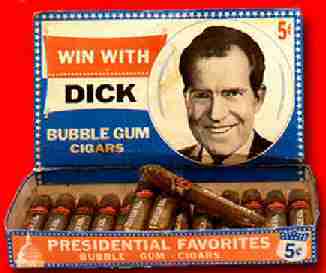 WIN WITH
5¢
DICK
BUBBLE GUM
CIGARS
PRESIDENTIAL FAVORITES
BUBBLE - GUM - CIGARS
5¢